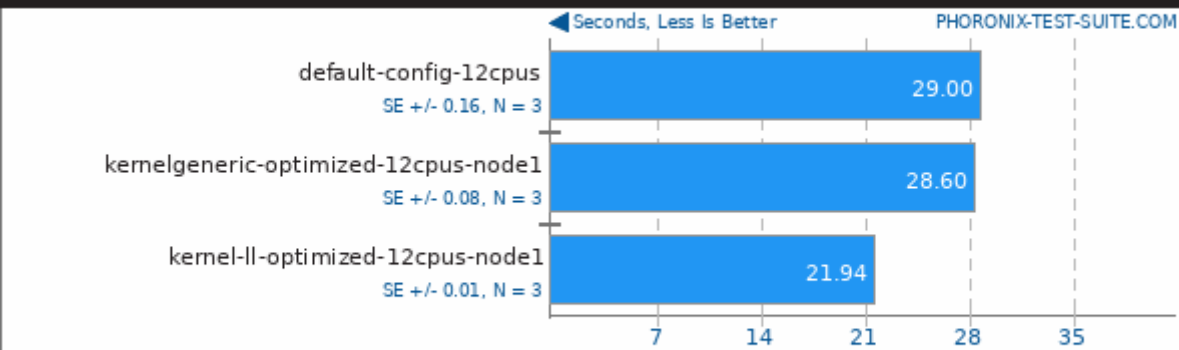 Seconds, Less Is Better PHORONIX-TEST-SUITE.COM
default-config-12cpus
SE +/- 0.16, N = 3
29.00
kernelgeneric-optimized-12cpus-node1
SE +/- 0.08, N = 3
28.60
kernel-ll-optimized-12cpus-node1
SE +/- 0.01, N = 3
21.94
7 14 21 28 35